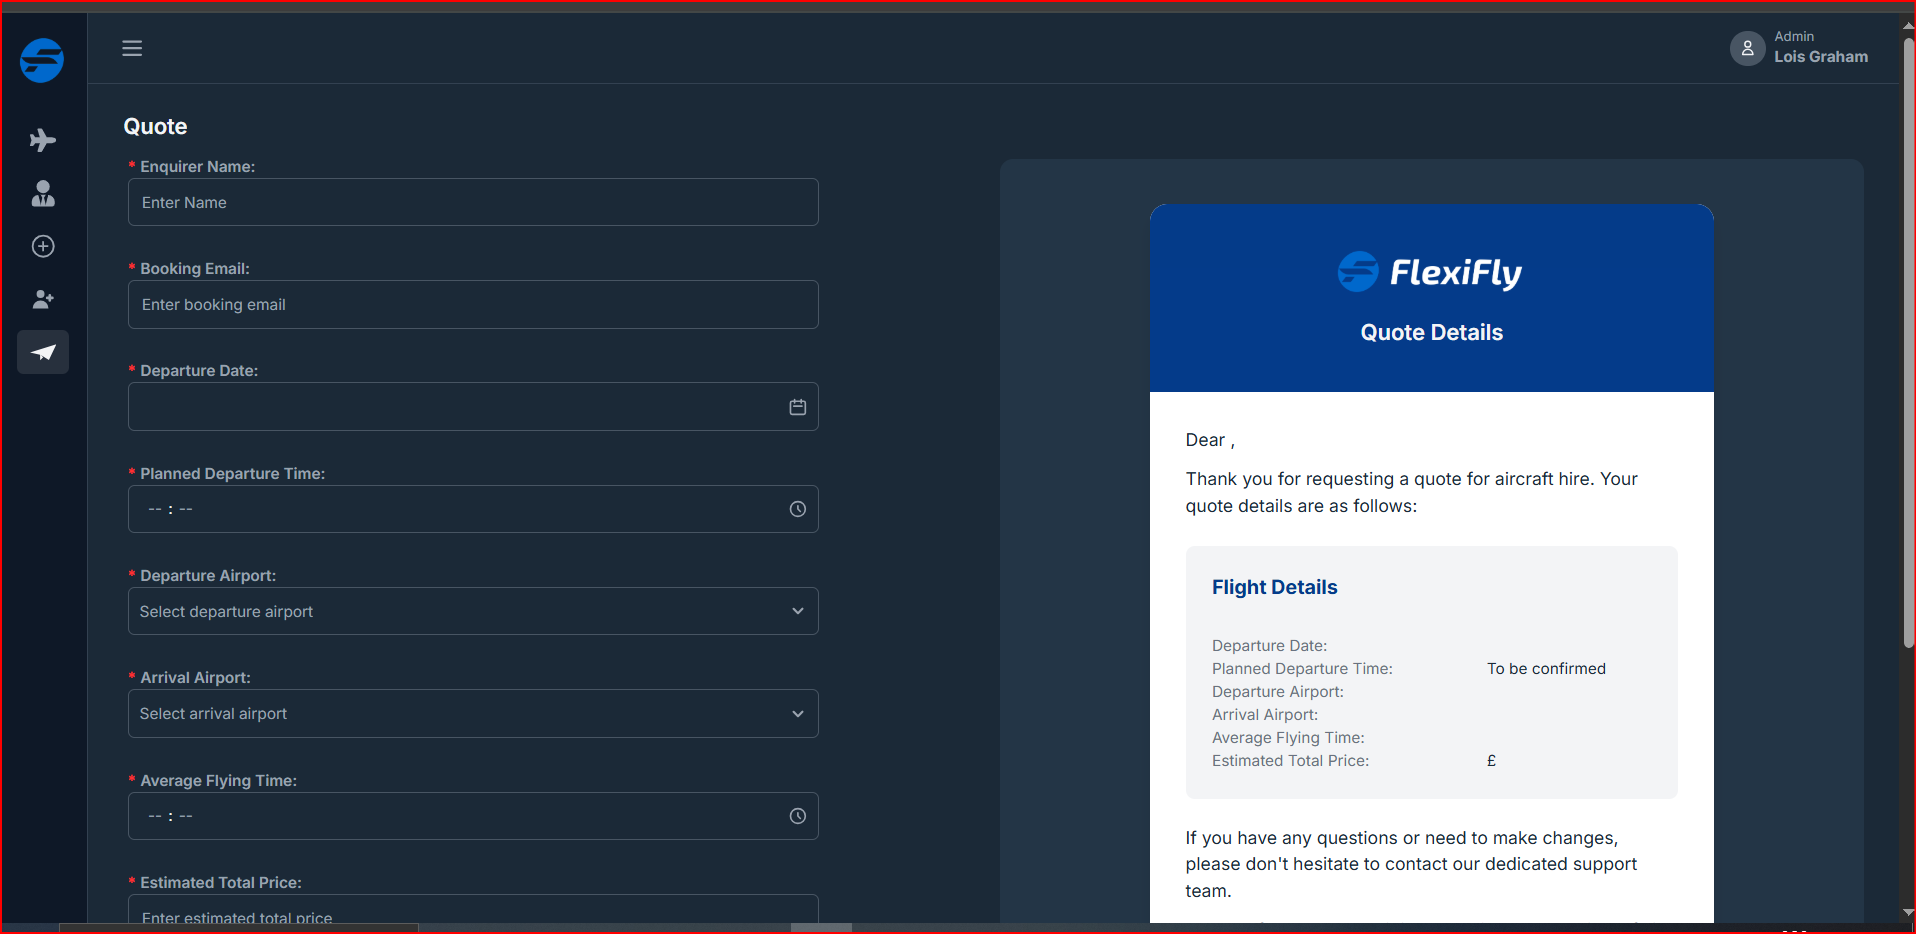 Admin
Lois Graham
Quote
* Enquirer Name:
Enter Name
* Booking Email:
Enter booking email
* Departure Date:
* Planned Departure Time:
-- : --
* Departure Airport:
Select departure airport
* Arrival Airport:
Select arrival airport
* Average Flying Time:
-- : --
* Estimated Total Price:
Enter estimated total price
FlexiFly
Quote Details
Dear ,
Thank you for requesting a quote for aircraft hire. Your
quote details are as follows:
Flight Details
Departure Date:
Planned Departure Time: To be confirmed
Departure Airport:
Arrival Airport:
Average Flying Time:
Estimated Total Price: £
If you have any questions or need to make changes,
please don't hesitate to contact our dedicated support
team.